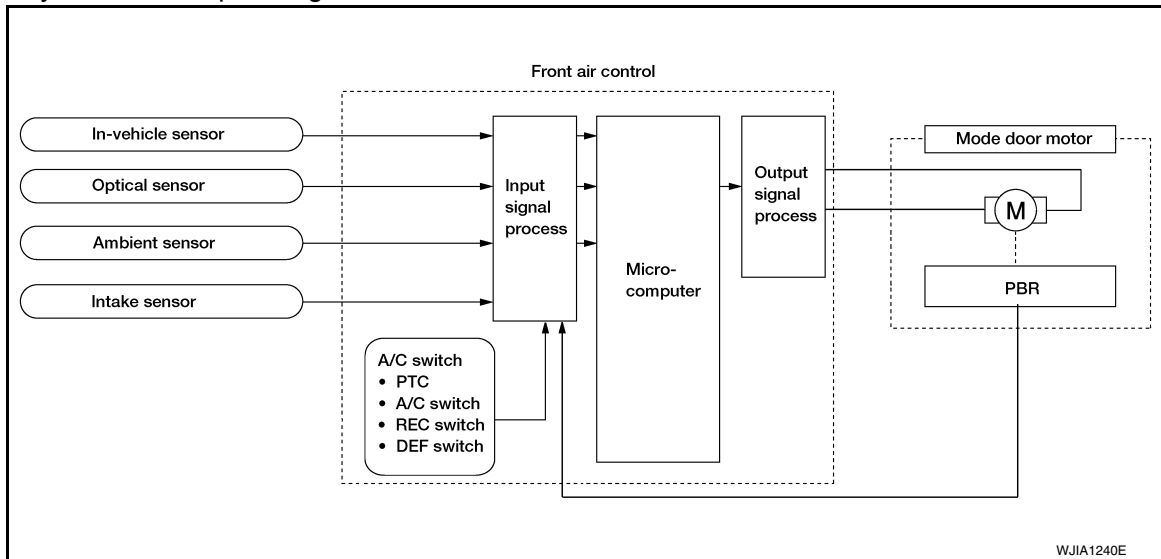 Front air control
In-vehicle sensor
Optical sensor
Ambient sensor
Intake sensor
Input
signal
process
Micro-
computer
Output
signal
process
Mode door motor
M
PBR
A/C switch
• PTC
• A/C switch
• REC switch
• DEF switch
WJIA1240E